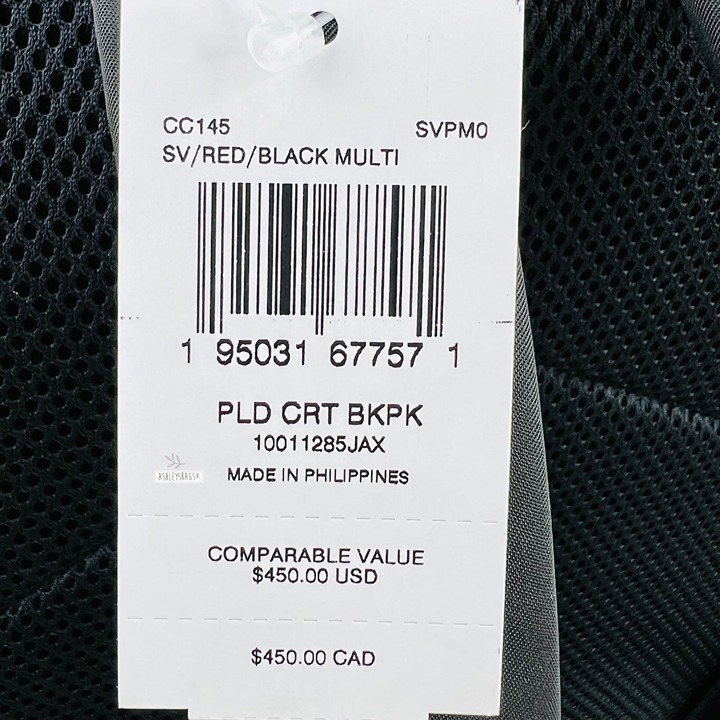 CC145 SVPM0
SV/RED/BLACK MULTI
1 95031 67757 1
PLD CRT BKPK
10011285JAX
ASHLEYSBAGS
MADE IN PHILIPPINES
COMPARABLE VALUE
$450.00 USD
$450.00 CAD